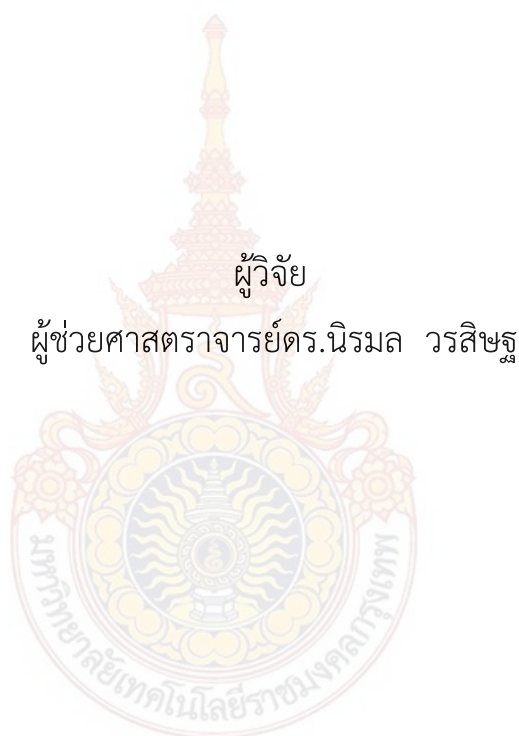 ผู้วิจัย
ผู้ช่วยศาสตราจารย์ดร.นิรมล วรสิษฐ
มหาวิทยาลัยเทคโนโลยีราชมงคลกรุงเทพ